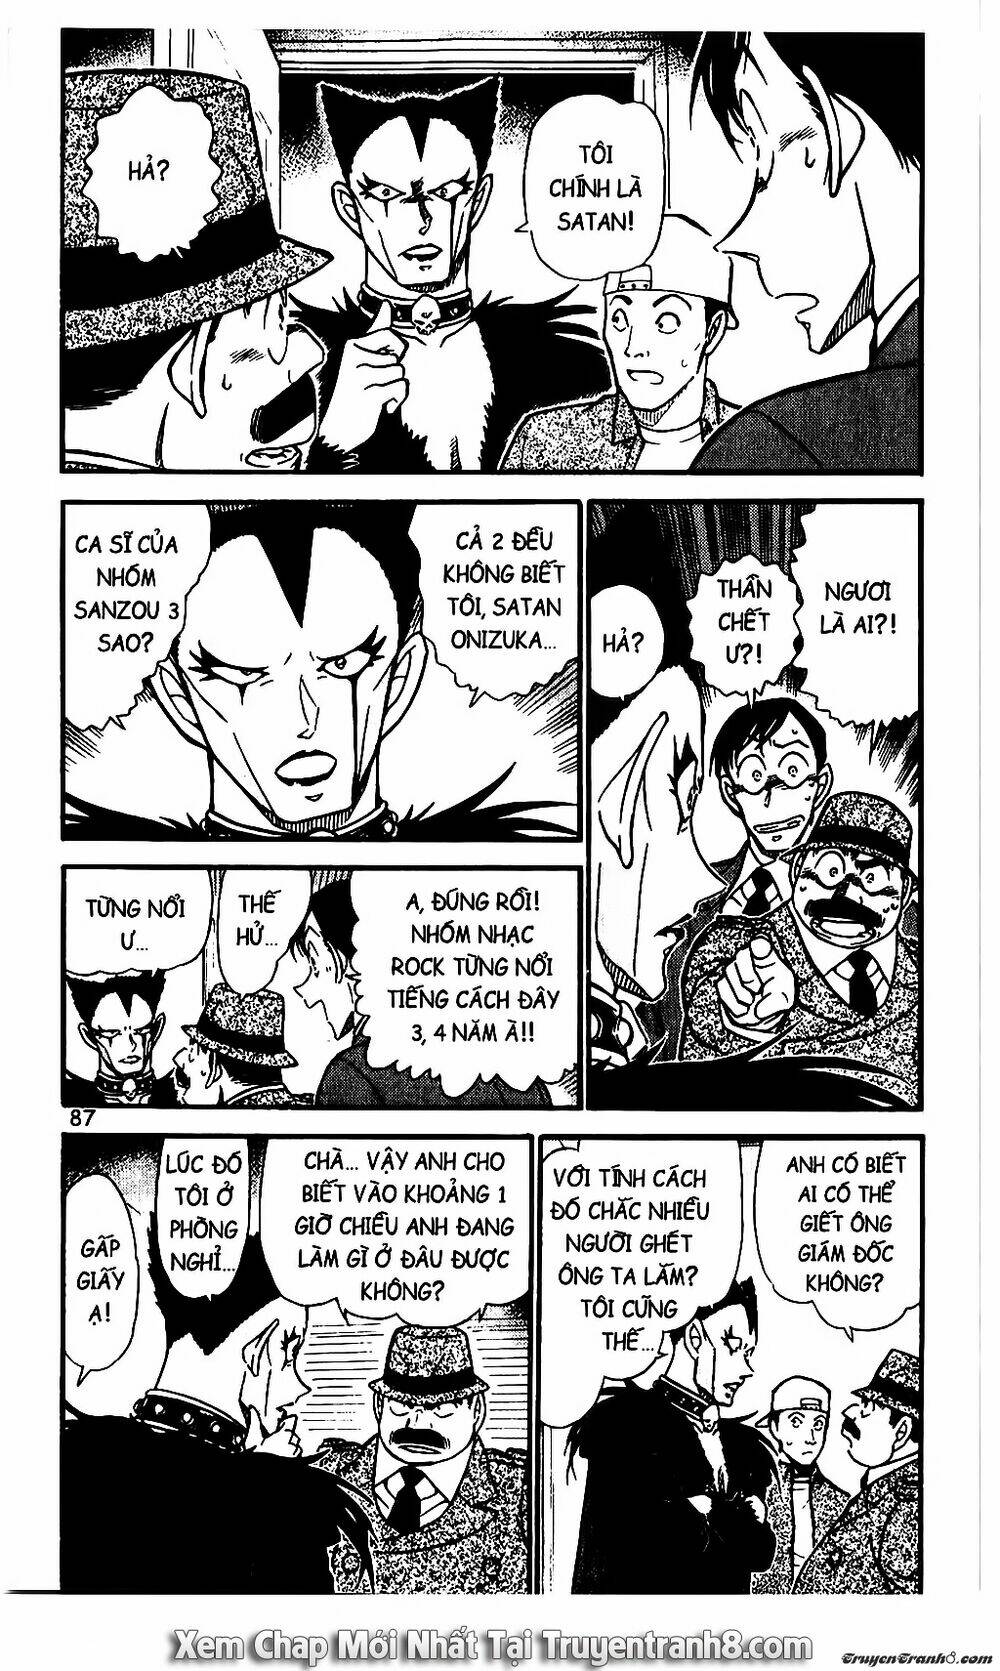 TÔI
CHÍNH LÀ
SATAN!
HẢ?
NGƯƠI
LÀ AI?!
THẦN
CHẾT
Ư?!
HẢ?
CẢ 2 ĐỀU
KHÔNG BIẾT
TÔI, SATAN
ONIZUKA...
CA SĨ CỦA
NHÓM
SANZOU 3
SAO?
A, ĐÚNG RỒI!
NHÓM NHẠC
ROCK TỪNG NỔI
TIẾNG CÁCH ĐÂY
3, 4 NĂM À!!
THẾ
HỬ...
TỪNG NỔI
Ư...
87
ANH CÓ BIẾT
AI CÓ THỂ
GIẾT ÔNG
GIÁM ĐỐC
KHÔNG?
VỚI TÍNH CÁCH
ĐÓ CHẮC NHIỀU
NGƯỜI GHÉT
ÔNG TA LẮM?
TÔI CŨNG
THẾ...
CHÀ... VẬY ANH CHO
BIẾT VÀO KHOẢNG 1
GIỜ CHIỀU ANH ĐANG
LÀM GÌ Ở ĐÂU ĐƯỢC
KHÔNG?
LÚC ĐÓ
TÔI Ở
PHÒNG
NGHỈ...
GẤP
GIẤY
Ạ!
Xem Chap Mới Nhất Tại Truyentranh8.com
TruyenTranh8.com